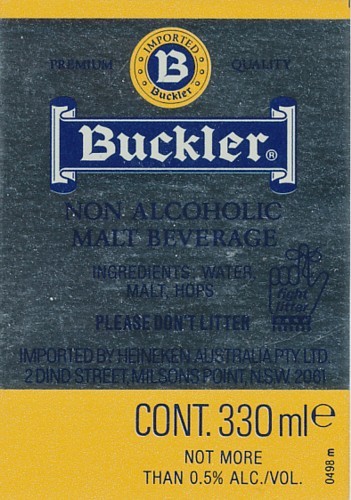 IMPORTED
B
Buckler
PREMIUM QUALITY
Buckler®
NON ALCOHOLIC
MALT BEVERAGE
INGREDIENTS, WATER,
MALT, HOPS
fight
litter
PLEASE DON'T LITTER
IMPORTED BY HEINEKEN AUSTRALIA PTY. LTD.
2 DIND STREET, MILSONS POINT, N.S.W. 2061
CONT. 330 ml e
NOT MORE
THAN 0.5% ALC./VOL.
0498 m